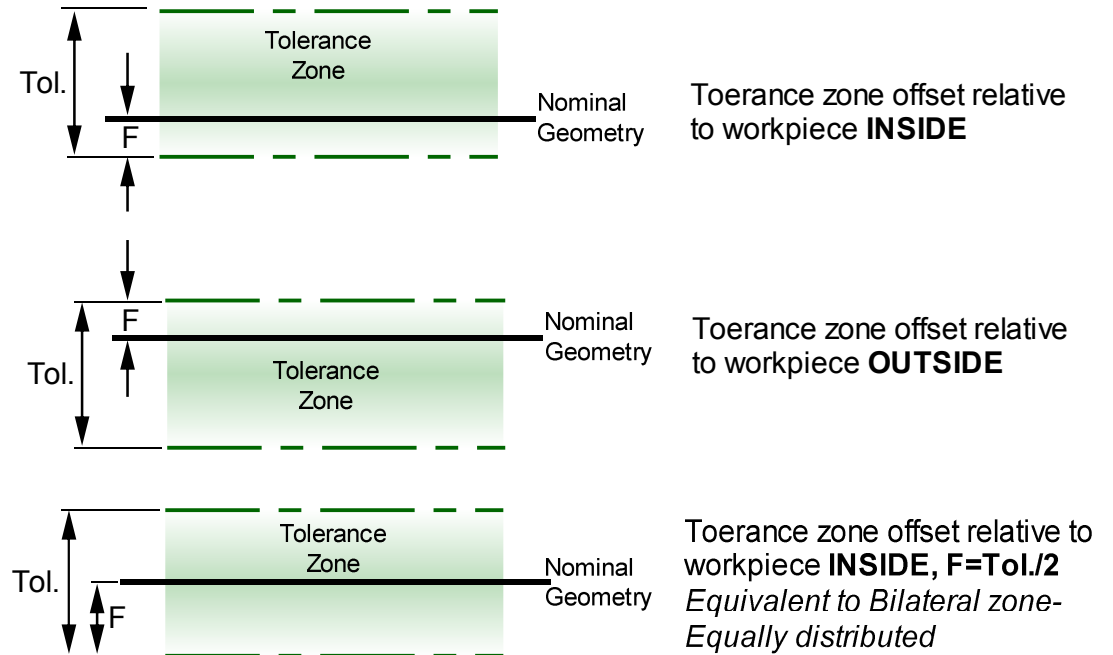 Tolerance
Zone
Tol.
F
Nominal
Geometry
Toerance zone offset relative
to workpiece INSIDE
F
Tol.
Tolerance
Zone
Nominal
Geometry
Toerance zone offset relative
to workpiece OUTSIDE
Tolerance
Zone
Tol.
F
Nominal
Geometry
Toerance zone offset relative to
workpiece INSIDE, F=Tol./2
Equivalent to Bilateral zone-
Equally distributed